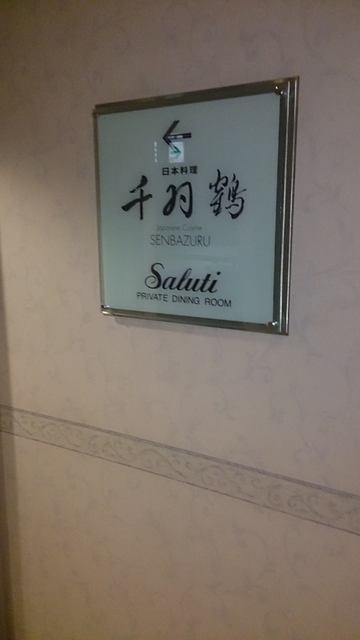 日本料理
千羽鶴
Japanese Cuisine
SENBAZURU
Saluti
PRIVATE DINING ROOM